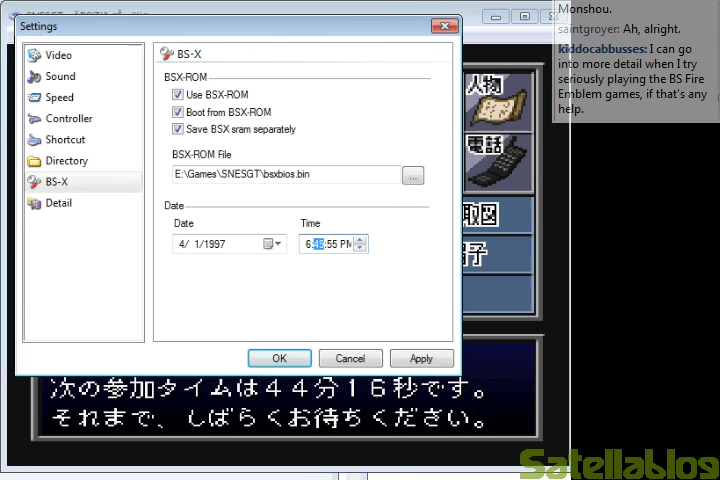 Settings
Monshou.
saintgroyer: Ah, alright.
kiddocabbusses: I can go
into more detail when I try
seriously playing the BS Fire
Emblem games, if that's any
help.
Video
Sound
Speed
Controller
Shortcut
Directory
BS-X
Detail
BS-X
BSX-ROM
Use BSX-ROM
Boot from BSX-ROM
Save BSX sram separately
BSX-ROM File
E:\Games\SNESGT\bsxbios.bin
...
Date
Date
Time
4/ 1/1997
6:49:55 PM
OK
Cancel
Apply
人物
電話
取図
子
次の参加タイムは44分16秒です。
それまで、しばらくお待ちください。
Satellablog